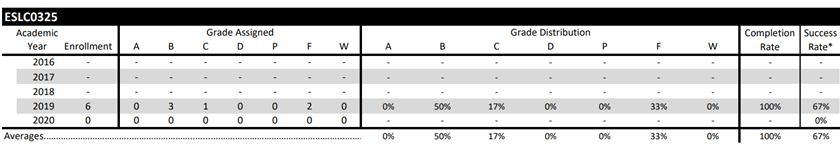 ESLC0325
Academic Grade Assigned Grade Distribution Completion Success
Year Enrollment A B C D P F W A B C D P F W Rate Rate*
2016 - - - - - - - - - - - - - - - - -
2017 - - - - - - - - - - - - - - - - -
2018 - - - - - - - - - - - - - - - - -
2019 6 0 3 1 0 0 2 0 0% 50% 17% 0% 0% 33% 0% 100% 67%
2020 0 0 0 0 0 0 0 0 - - - - - - - - 0%
Averages.......................................................................................................... 0% 50% 17% 0% 0% 33% 0% 100% 67%